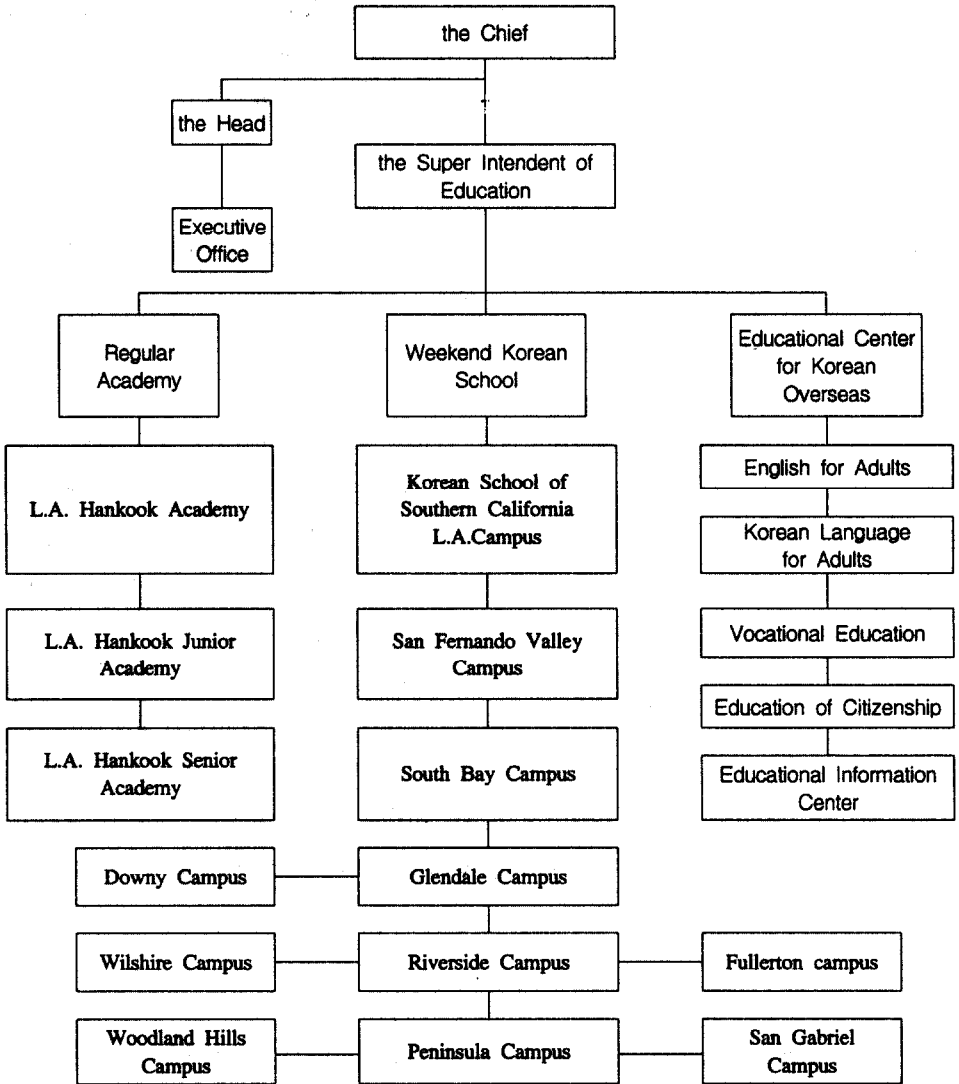 the Chief
the Head
the Super Intendent of
Education
Executive
Office
Regular
Academy
Weekend Korean
School
Educational Center
for Korean
Overseas
L.A. Hankook Academy
Korean School of
Southern California
L.A.Campus
English for Adults
Korean Language
for Adults
L.A. Hankook Junior
Academy
San Fernando Valley
Campus
Vocational Education
Education of Citizenship
L.A. Hankook Senior
Academy
South Bay Campus
Educational Information
Center
Downy Campus
Glendale Campus
Wilshire Campus
Riverside Campus
Fullerton campus
Woodland Hills
Campus
Peninsula Campus
San Gabriel
Campus